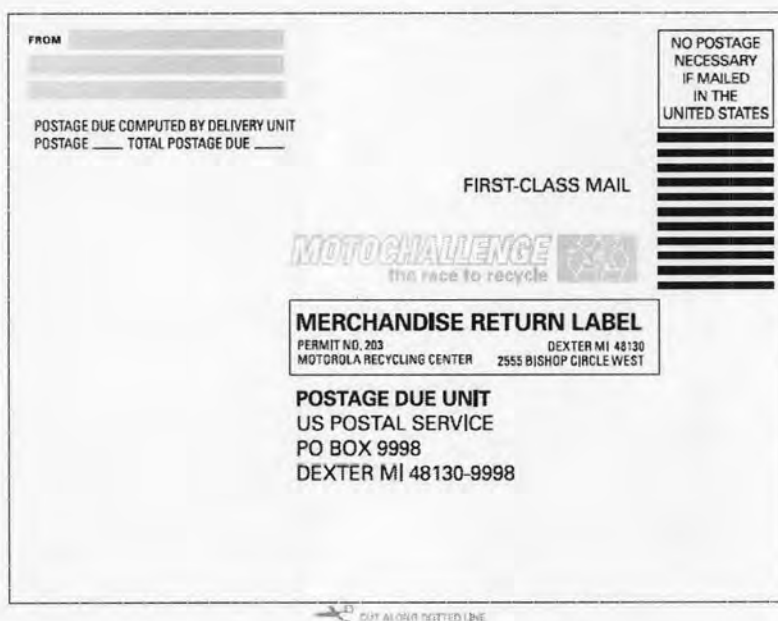 FROM
NO POSTAGE
NECESSARY
IF MAILED
IN THE
UNITED STATES
POSTAGE DUE COMPUTED BY DELIVERY UNIT
POSTAGE ____ TOTAL POSTAGE DUE ____
FIRST-CLASS MAIL
MOTOCHALLENGE
the race to recycle
MERCHANDISE RETURN LABEL
PERMIT NO. 203 DEXTER MI 48130
MOTOROLA RECYCLING CENTER 2555 BISHOP CIRCLE WEST
POSTAGE DUE UNIT
US POSTAL SERVICE
PO BOX 9998
DEXTER MI 48130-9998
CUT ALONG DOTTED LINE